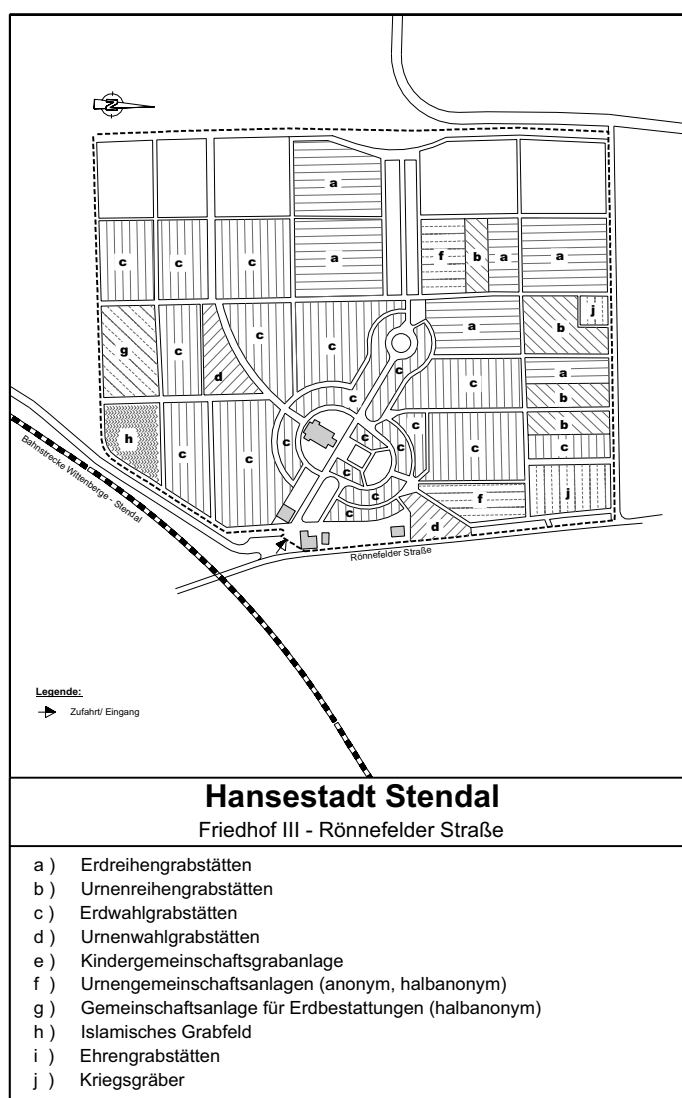 N
a
c
c
c
a
f
b
a
a
g
c
d
c
c
c
a
b
j
c
c
a
b
h
c
c
c
c
c
c
c
c
b
c
c
c
c
f
j
d
Bahnstrecke Wittenberge - Stendal
Rönnefelder Straße
Legende:
Zufahrt/ Eingang
Hansestadt Stendal
Friedhof III - Rönnefelder Straße
a ) Erdreihengrabstätten
b ) Urnenreihengrabstätten
c ) Erdwahlgrabstätten
d ) Urnenwahlgrabstätten
e ) Kindergemeinschaftsgrabanlage
f ) Urnengemeinschaftsanlagen (anonym, halbanonym)
g ) Gemeinschaftsanlage für Erdbestattungen (halbanonym)
h ) Islamisches Grabfeld
i ) Ehrengrabstätten
j ) Kriegsgräber